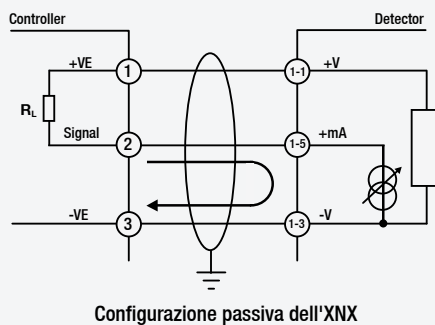 Controller Detector
+VE 1 1-1 +V
RL
Signal 2 1-5 +mA
-VE 3 1-3 -V
Configurazione passiva dell'XNX